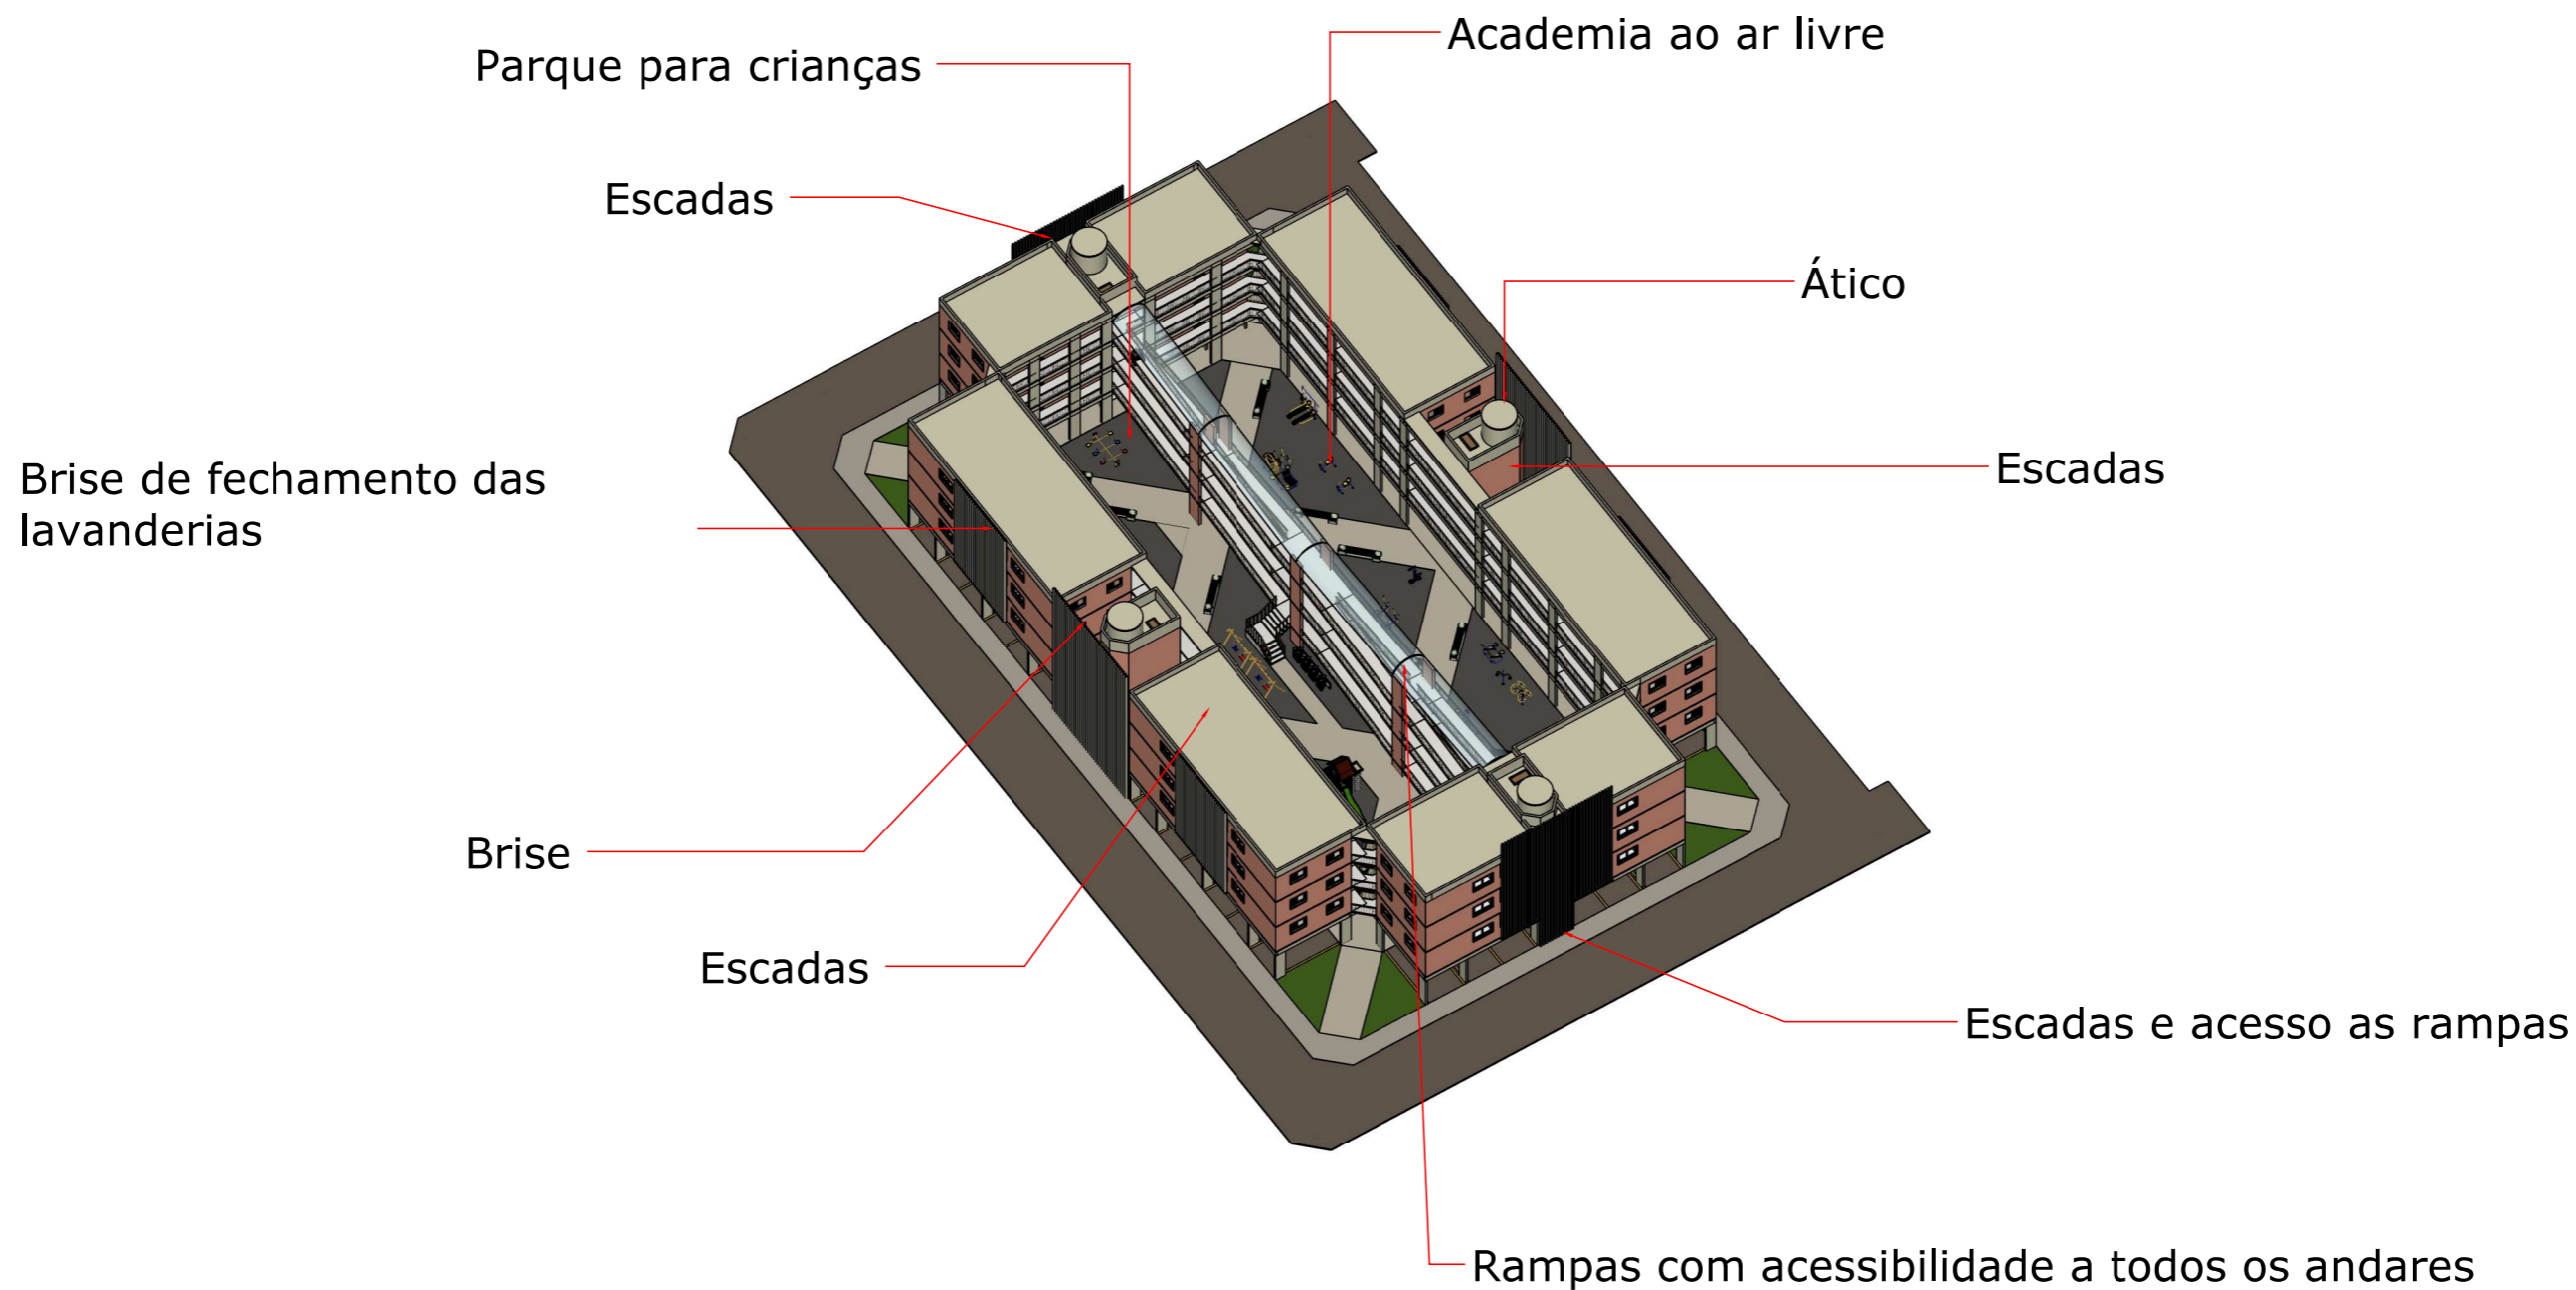 Academia ao ar livre
Parque para crianças
Escadas
Ático
Brise de fechamento das
lavanderias
Escadas
Brise
Escadas
Escadas e acesso as rampas
Rampas com acessibilidade a todos os andares